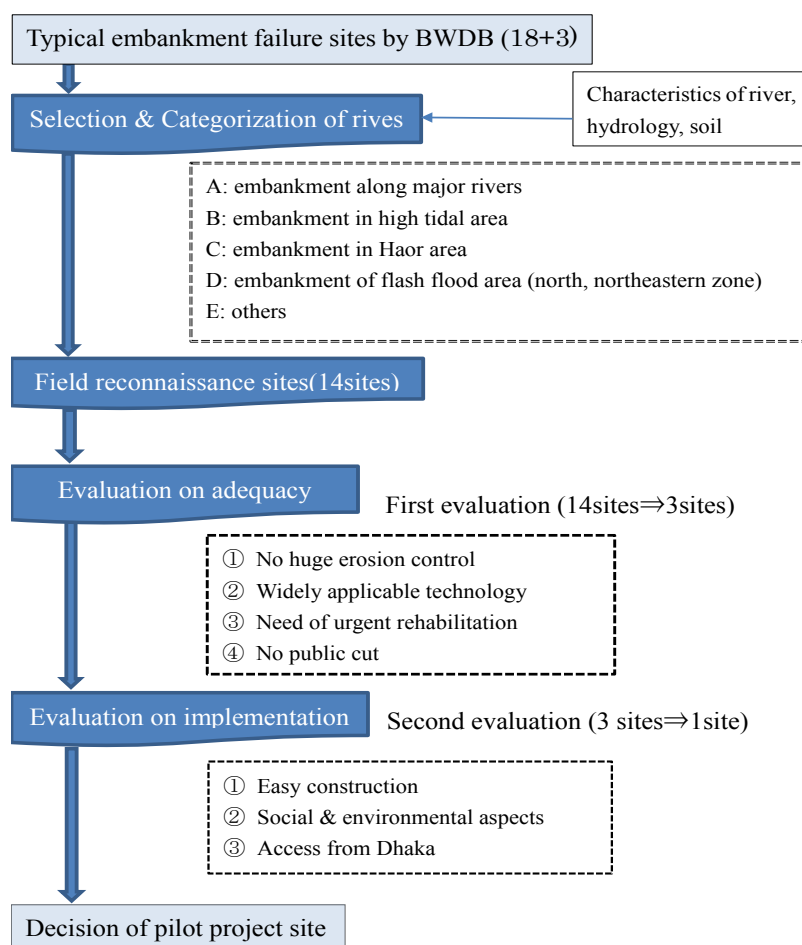 Typical embankment failure sites by BWDB (18+3)
Selection & Categorization of rives
Characteristics of river,
hydrology, soil
A: embankment along major rivers
B: embankment in high tidal area
C: embankment in Haor area
D: embankment of flash flood area (north, northeastern zone)
E: others
Field reconnaissance sites(14sites)
Evaluation on adequacy
First evaluation (14sites⇒3sites)
① No huge erosion control
② Widely applicable technology
③ Need of urgent rehabilitation
④ No public cut
Evaluation on implementation
Second evaluation (3 sites⇒1site)
① Easy construction
② Social & environmental aspects
③ Access from Dhaka
Decision of pilot project site